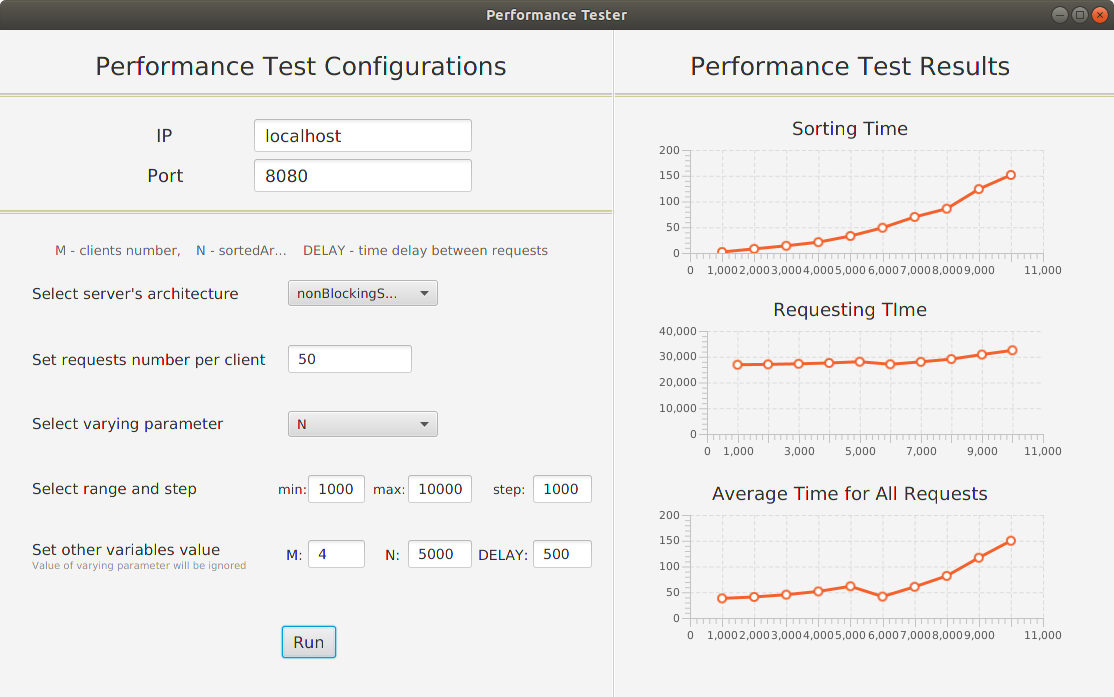 Performance Tester
Performance Test Configurations
IP localhost
Port 8080
M - clients number, N - sortedAr... DELAY - time delay between requests
Select server's architecture nonBlockingS...
Set requests number per client 50
Select varying parameter N
Select range and step min: 1000 max: 10000 step: 1000
Set other variables value M: 4 N: 5000 DELAY: 500
Value of varying parameter will be ignored
Run
Performance Test Results
Sorting Time
200
150
100
50
0
0 1,000 2,000 3,000 4,000 5,000 6,000 7,000 8,000 9,000 11,000
Requesting TIme
40,000
30,000
20,000
10,000
0
0 1,000 3,000 5,000 7,000 9,000 11,000
Average Time for All Requests
200
150
100
50
0
0 1,000 2,000 3,000 4,000 5,000 6,000 7,000 8,000 9,000 11,000